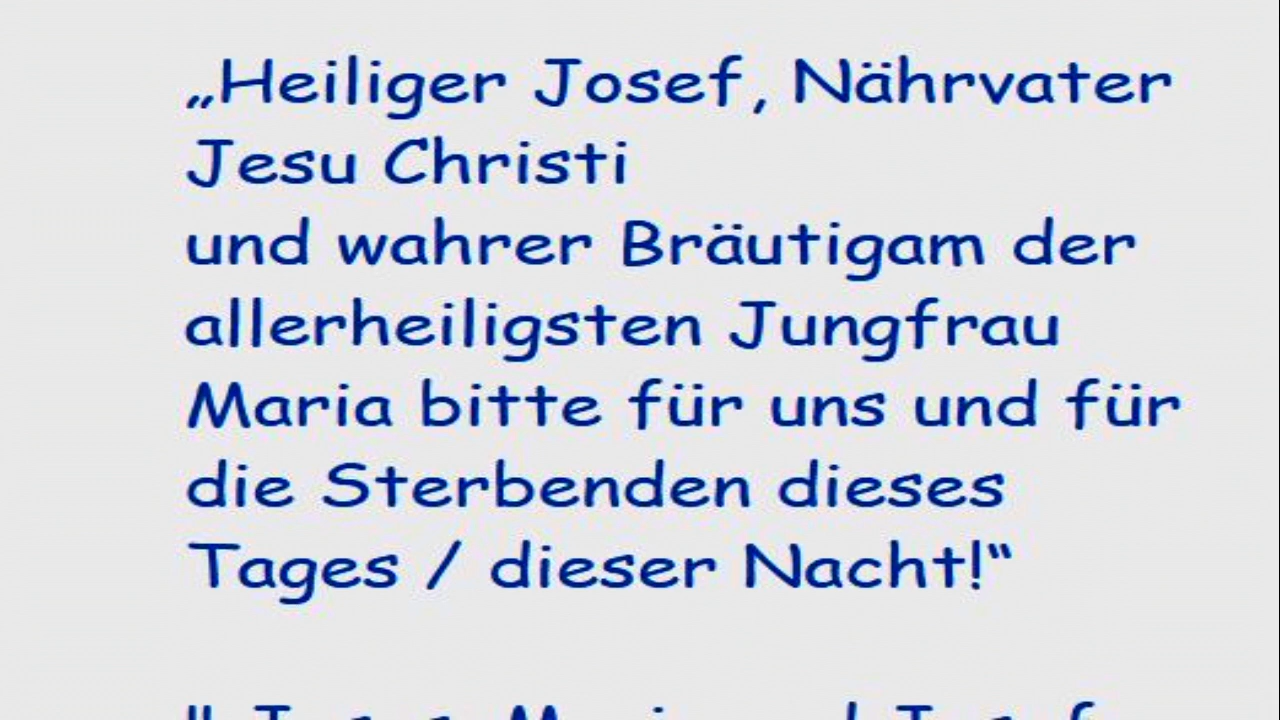 „Heiliger Josef, Nährvater
Jesu Christi
und wahrer Bräutigam der
allerheiligsten Jungfrau
Maria bitte für uns und für
die Sterbenden dieses
Tages / dieser Nacht!“